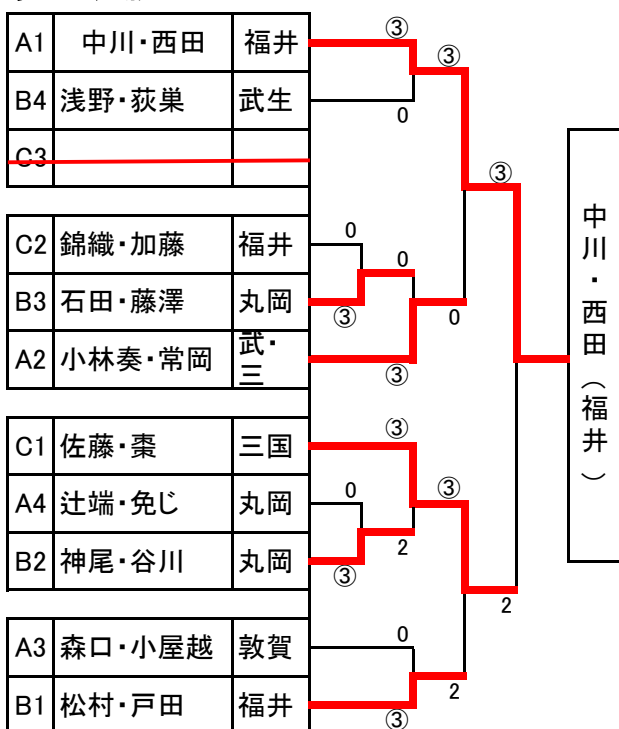 A1 中川・西田 福井
B4 浅野・荻巣 武生
C3
C2 錦織・加藤 福井
B3 石田・藤澤 丸岡
A2 小林奏・常岡 武・三
C1 佐藤・棗 三国
A4 辻端・免じ 丸岡
B2 神尾・谷川 丸岡
A3 森口・小屋越 敦賀
B1 松村・戸田 福井
③
③
0
③
0
0
③
0
③
③
0
③
2
③
2
0
2
③
中川・西田（福井）